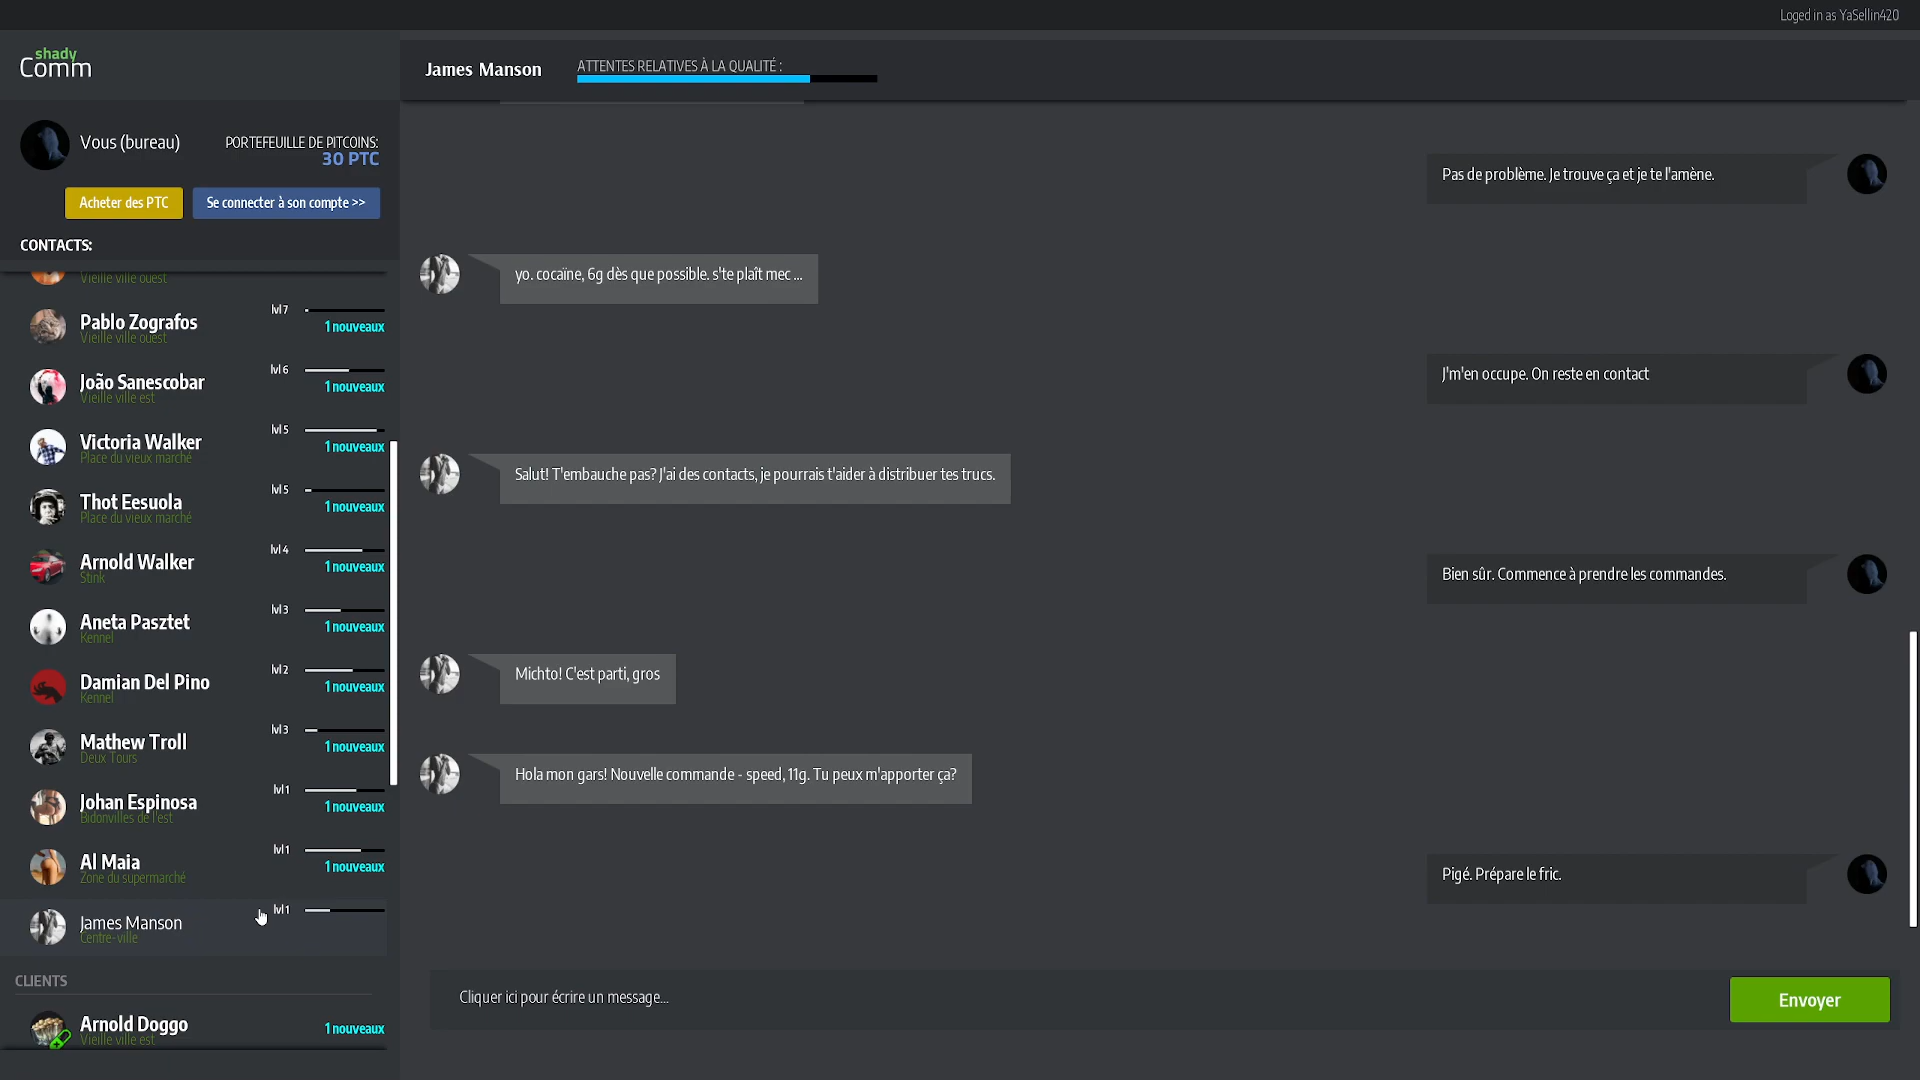 Loged in as YaSellin420
shady
Comm
James Manson
ATTENTES RELATIVES À LA QUALITÉ :
Vous (bureau)
PORTEFEUILLE DE PITCOINS:
30 PTC
Acheter des PTC
Se connecter à son compte >>
CONTACTS:
Vieille ville ouest
Pablo Zografos
Vieille ville ouest
lvl 7
1 nouveaux
João Sanescobar
Vieille ville est
lvl 6
1 nouveaux
Victoria Walker
Place du vieux marché
lvl 5
1 nouveaux
Thot Eesuola
Place du vieux marché
lvl 5
1 nouveaux
Arnold Walker
Stink
lvl 4
1 nouveaux
Aneta Pasztet
Kennel
lvl 3
1 nouveaux
Damian Del Pino
Kennel
lvl 2
1 nouveaux
Mathew Troll
Deux Tours
lvl 3
1 nouveaux
Johan Espinosa
Bidonvilles de l'est
lvl 1
1 nouveaux
Al Maia
Zone du supermarché
lvl 1
1 nouveaux
James Manson
Centre-ville
lvl 1
CLIENTS
Arnold Doggo
Vieille ville est
1 nouveaux
Pas de problème. Je trouve ça et je te l'amène.
yo. cocaïne, 6g dès que possible. s'te plaît mec ...
J'm'en occupe. On reste en contact
Salut! T'embauche pas? J'ai des contacts, je pourrais t'aider à distribuer tes trucs.
Bien sûr. Commence à prendre les commandes.
Michto! C'est parti, gros
Hola mon gars! Nouvelle commande - speed, 11g. Tu peux m'apporter ça?
Pigé. Prépare le fric.
Cliquer ici pour écrire un message...
Envoyer